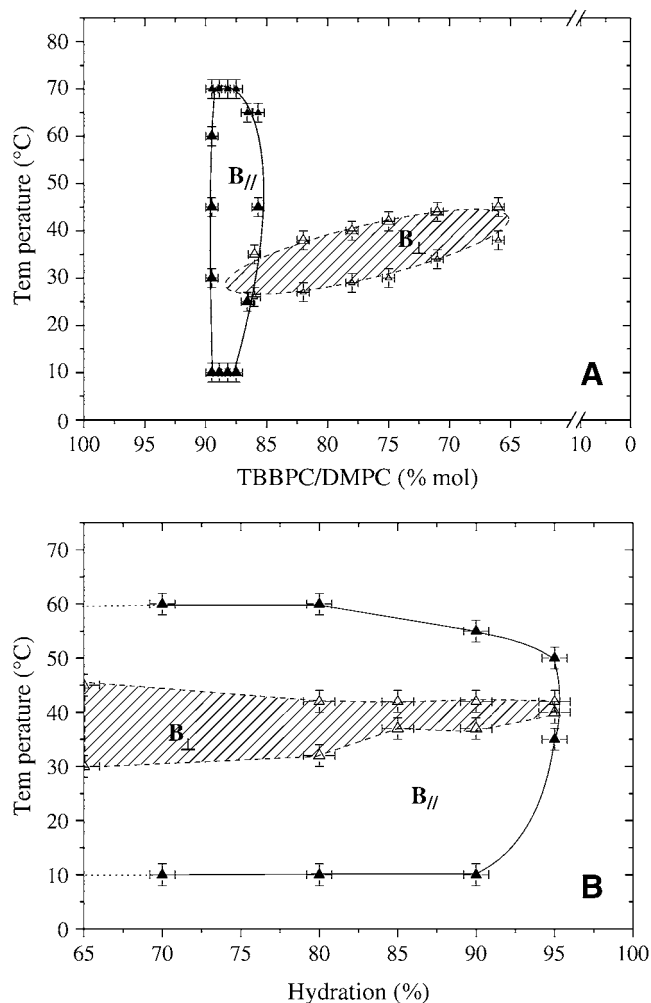 80
70
60
50
40
30
20
10
0
Tem perature (°C)
B//
B⊥
A
100 95 90 85 80 75 70 65 10 0
TBBPC/DMPC (% mol)
70
60
50
40
30
20
10
0
Tem perature (°C)
B⊥
B//
B
65 70 75 80 85 90 95 100
Hydration (%)